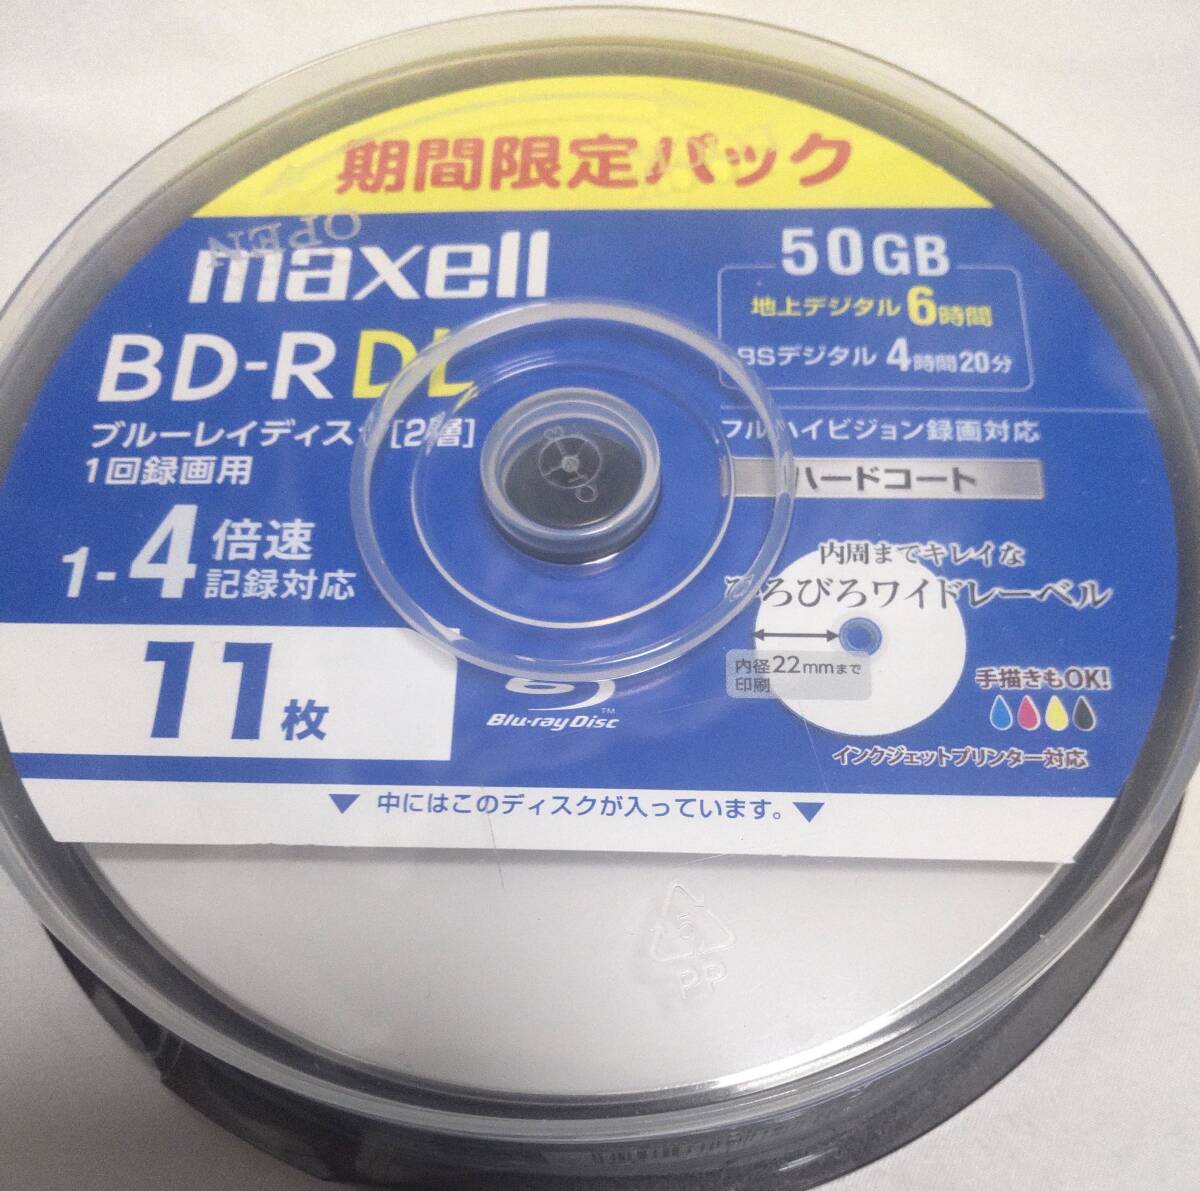 期間限定パック
OPEN
maxell
BD-R DL
ブルーレイディスク[2層]
1回録画用
1-4倍速
記録対応
11枚
50GB
地上デジタル6時間
BSデジタル4時間20分
フルハイビジョン録画対応
ハードコート
内周までキレイな
ひろびろワイドレーベル
内径22mmまで
印刷
手描きもOK!
インクジェットプリンター対応
Blu-ray Disc™
▼ 中にはこのディスクが入っています。▼
5
PP